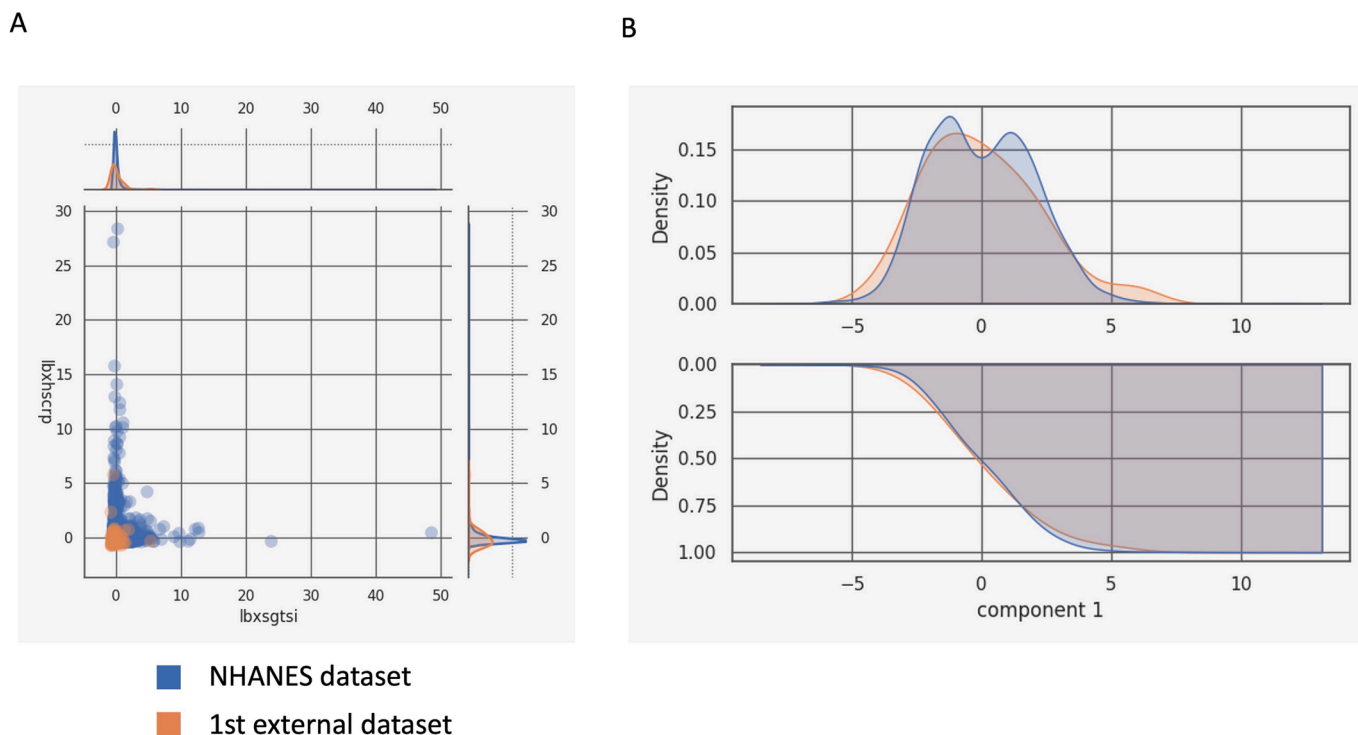 A
B
0 10 20 30 40 50
30 30
25 25
20 20
15 15
10 10
5 5
0 0
lbxhscrp
0 10 20 30 40 50
lbxsgtsi
0.15
0.10
0.05
0.00
Density
−5 0 5 10
0.00
0.25
0.50
0.75
1.00
Density
−5 0 5 10
component 1
NHANES dataset
1st external dataset